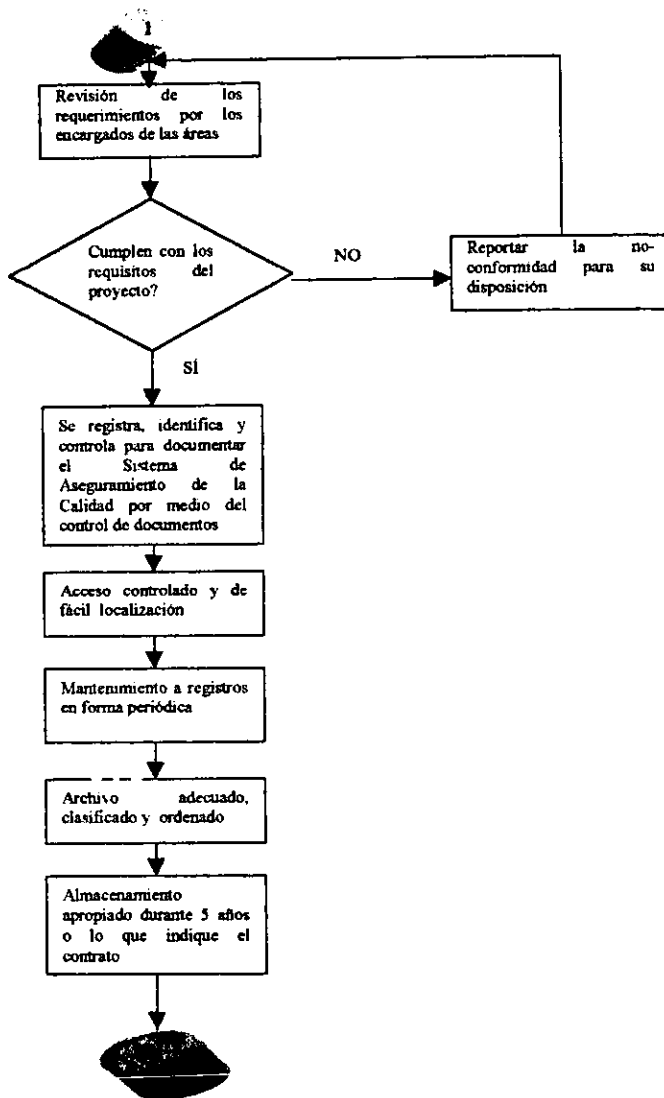 1
Revisión de los
requerimientos por los
encargados de las áreas
Cumplen con los
requisitos del
proyecto?
NO
Reportar la no-
conformidad para su
disposición
SÍ
Se registra, identifica y
controla para documentar
el Sistema de
Aseguramiento de la
Calidad por medio del
control de documentos
Acceso controlado y de
fácil localización
Mantenimiento a registros
en forma periódica
Archivo adecuado,
clasificado y ordenado
Almacenamiento
apropiado durante 5 años
o lo que indique el
contrato